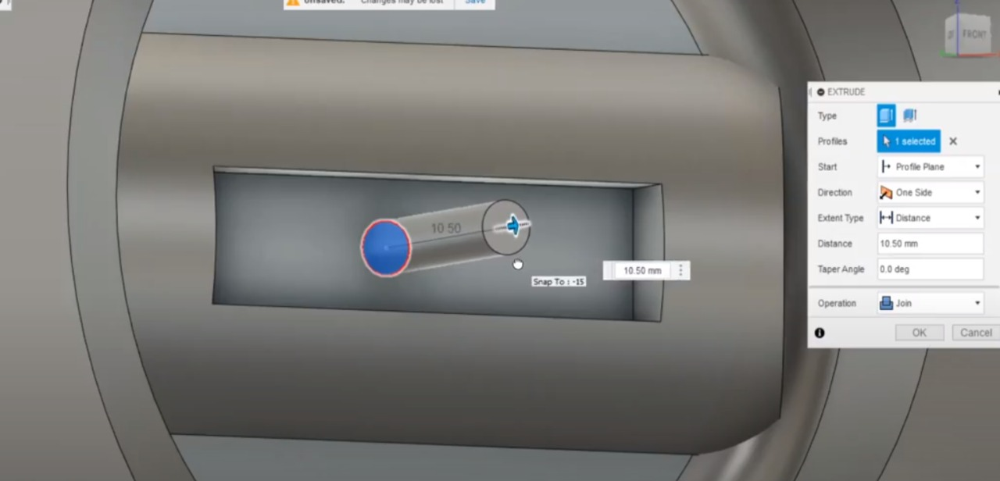 Unsaved: Changes may be lost Save
FRONT
EXTRUDE
Type
Profiles 1 selected
Start Profile Plane
Direction One Side
Extent Type Distance
Distance 10.50 mm
Taper Angle 0.0 deg
Operation Join
OK Cancel
10.50
10.50 mm
Snap To : -15